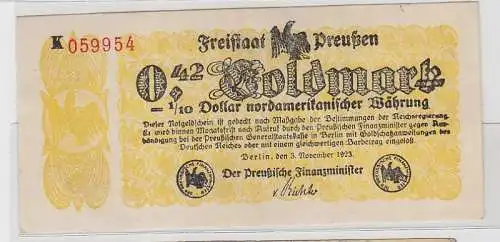 K 059954
Freistaat Preußen
0,42 Goldmark
= 1/10 Dollar nordamerikanischer Währung
Dieser Notgeldschein ist gedeckt nach Maßgabe der Bestimmungen der Reichsregierung.
Er wird binnen Monatsfrist nach Aufruf durch den Preußischen Finanzminister gegen Aus-
händigung bei der Preußischen Generalstaatskasse in Berlin mit Goldschatzanweisungen des
Deutschen Reiches oder mit einem gleichwertigen Barbetrag eingelöst.
Berlin, den 3. November 1923.
Der Preußische Finanzminister